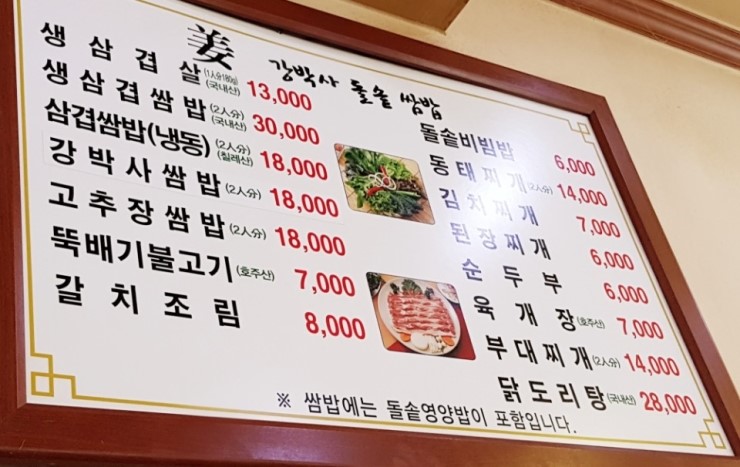 姜 강박사 돌솥 쌈밥
생삼겹살(1人分180g)(국내산) 13,000
생삼겹쌈밥(2人分)(국내산) 30,000
삼겹쌈밥(냉동)(2人分)(칠레산) 18,000
강박사쌈밥(2人分) 18,000
고추장쌈밥(2人分) 18,000
뚝배기불고기(호주산) 7,000
갈치조림 8,000
돌솥비빔밥 6,000
동태찌개(2人分) 14,000
김치찌개 7,000
된장찌개 6,000
순두부 6,000
육개장(호주산) 7,000
부대찌개(2人分) 14,000
닭도리탕(국내산) 28,000
※ 쌈밥에는 돌솥영양밥이 포함입니다.